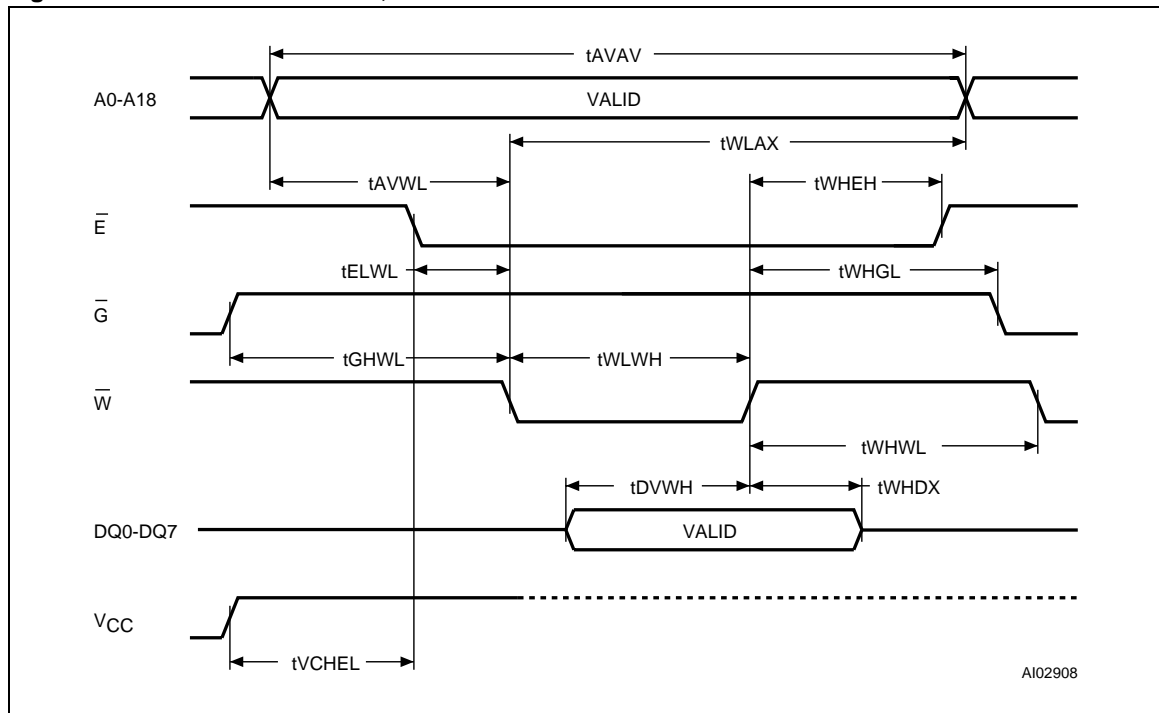 tAVAV
A0-A18 VALID
tWLAX
tAVWL tWHEH
E̅
tELWL tWHGL
G̅
tGHWL tWLWH
W̅
tWHWL
tDVWH tWHDX
DQ0-DQ7 VALID
VCC
tVCHEL
AI02908